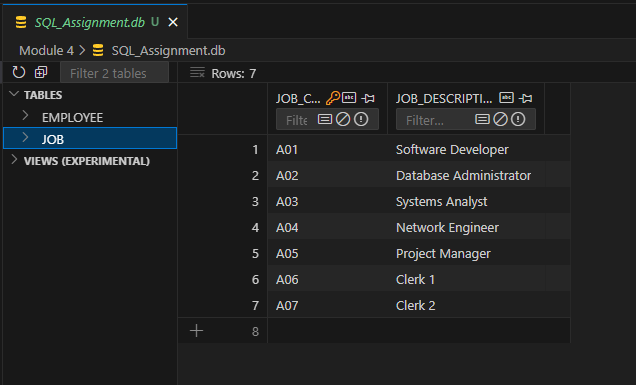 SQL_Assignment.db U
Module 4 > SQL_Assignment.db
Filter 2 tables
Rows: 7
TABLES
EMPLOYEE
JOB
VIEWS (EXPERIMENTAL)
JOB_C... abc JOB_DESCRIPTI... abc
Filte Filter...
1 A01 Software Developer
2 A02 Database Administrator
3 A03 Systems Analyst
4 A04 Network Engineer
5 A05 Project Manager
6 A06 Clerk 1
7 A07 Clerk 2
8